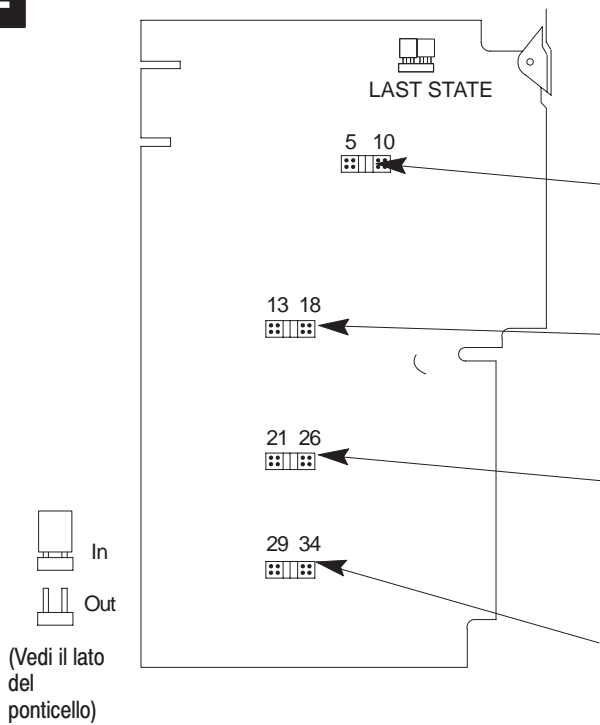 LAST STATE
5 10
13 18
21 26
29 34
In
Out
(Vedi il lato
del
ponticello)